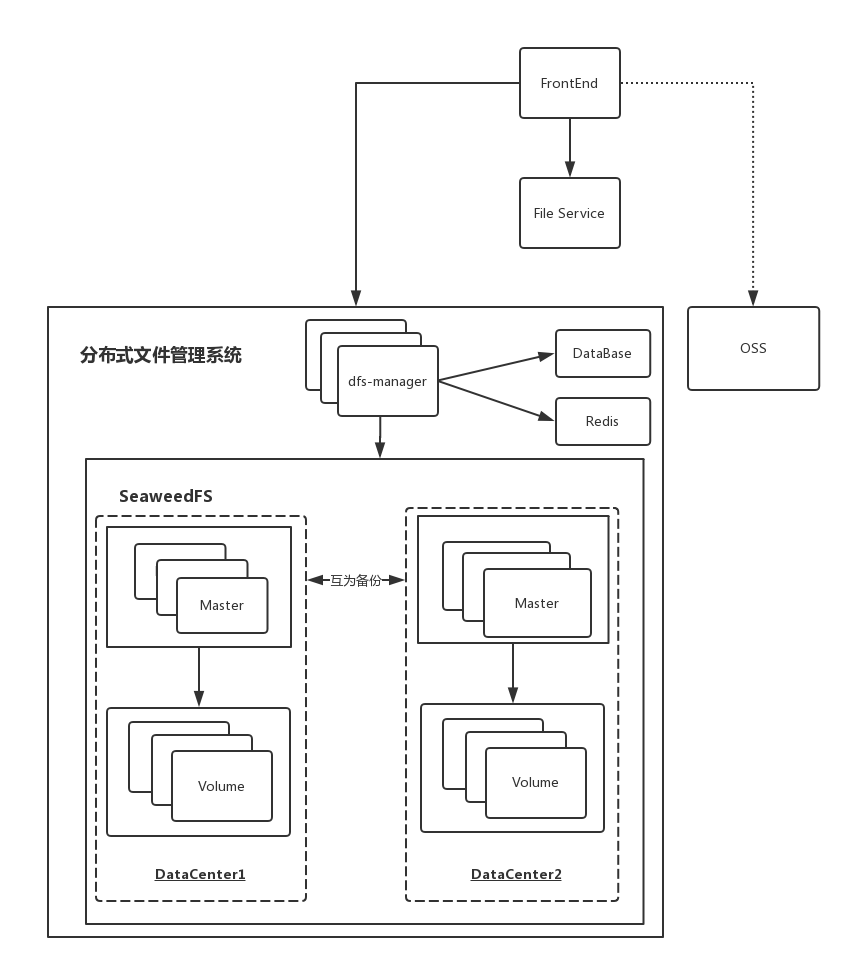 FrontEnd
File Service
分布式文件管理系统
dfs-manager
DataBase
Redis
OSS
SeaweedFS
Master
互为备份
Master
Volume
Volume
DataCenter1
DataCenter2